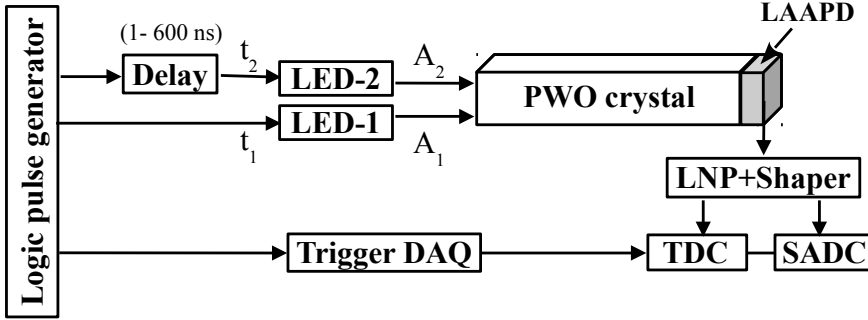 LAAPD
(1- 600 ns)
Logic pulse generator
Delay
t2
LED-2
A2
PWO crystal
t1
LED-1
A1
LNP+Shaper
Trigger DAQ
TDC
SADC